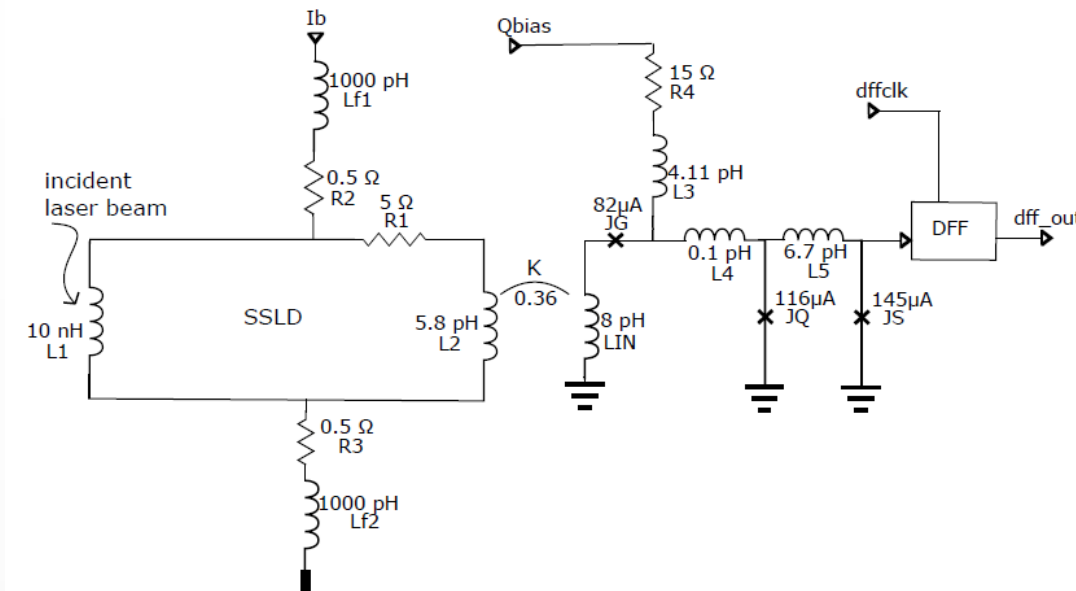 Ib
Qbias
1000 pH
Lf1
15 Ω
R4
dffclk
incident
laser beam
0.5 Ω
R2
5 Ω
R1
4.11 pH
L3
82µA
JG
DFF
dff_out
0.1 pH
L4
6.7 pH
L5
K
0.36
10 nH
L1
SSLD
5.8 pH
L2
8 pH
LIN
116µA
JQ
145µA
JS
0.5 Ω
R3
1000 pH
Lf2